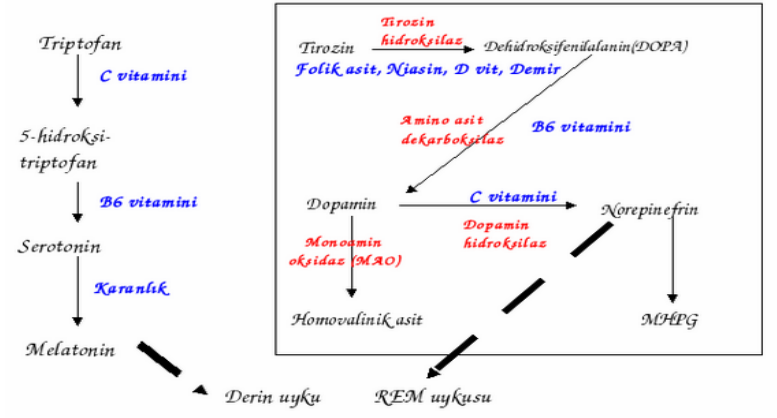 Triptofan
C vitamini
5-hidroksi-
triptofan
B6 vitamini
Serotonin
Karanlık
Melatonin
Derin uyku
REM uykusu
Tirozin
Tirozin
hidroksilaz
Dehidroksifenilalanin(DOPA)
Folik asit, Niasin, D vit, Demir
Amino asit
dekarboksilaz
B6 vitamini
Dopamin
C vitamini
Dopamin
hidroksilaz
Norepinefrin
Monoamin
oksidaz (MAO)
Homovalinik asit
MHPG